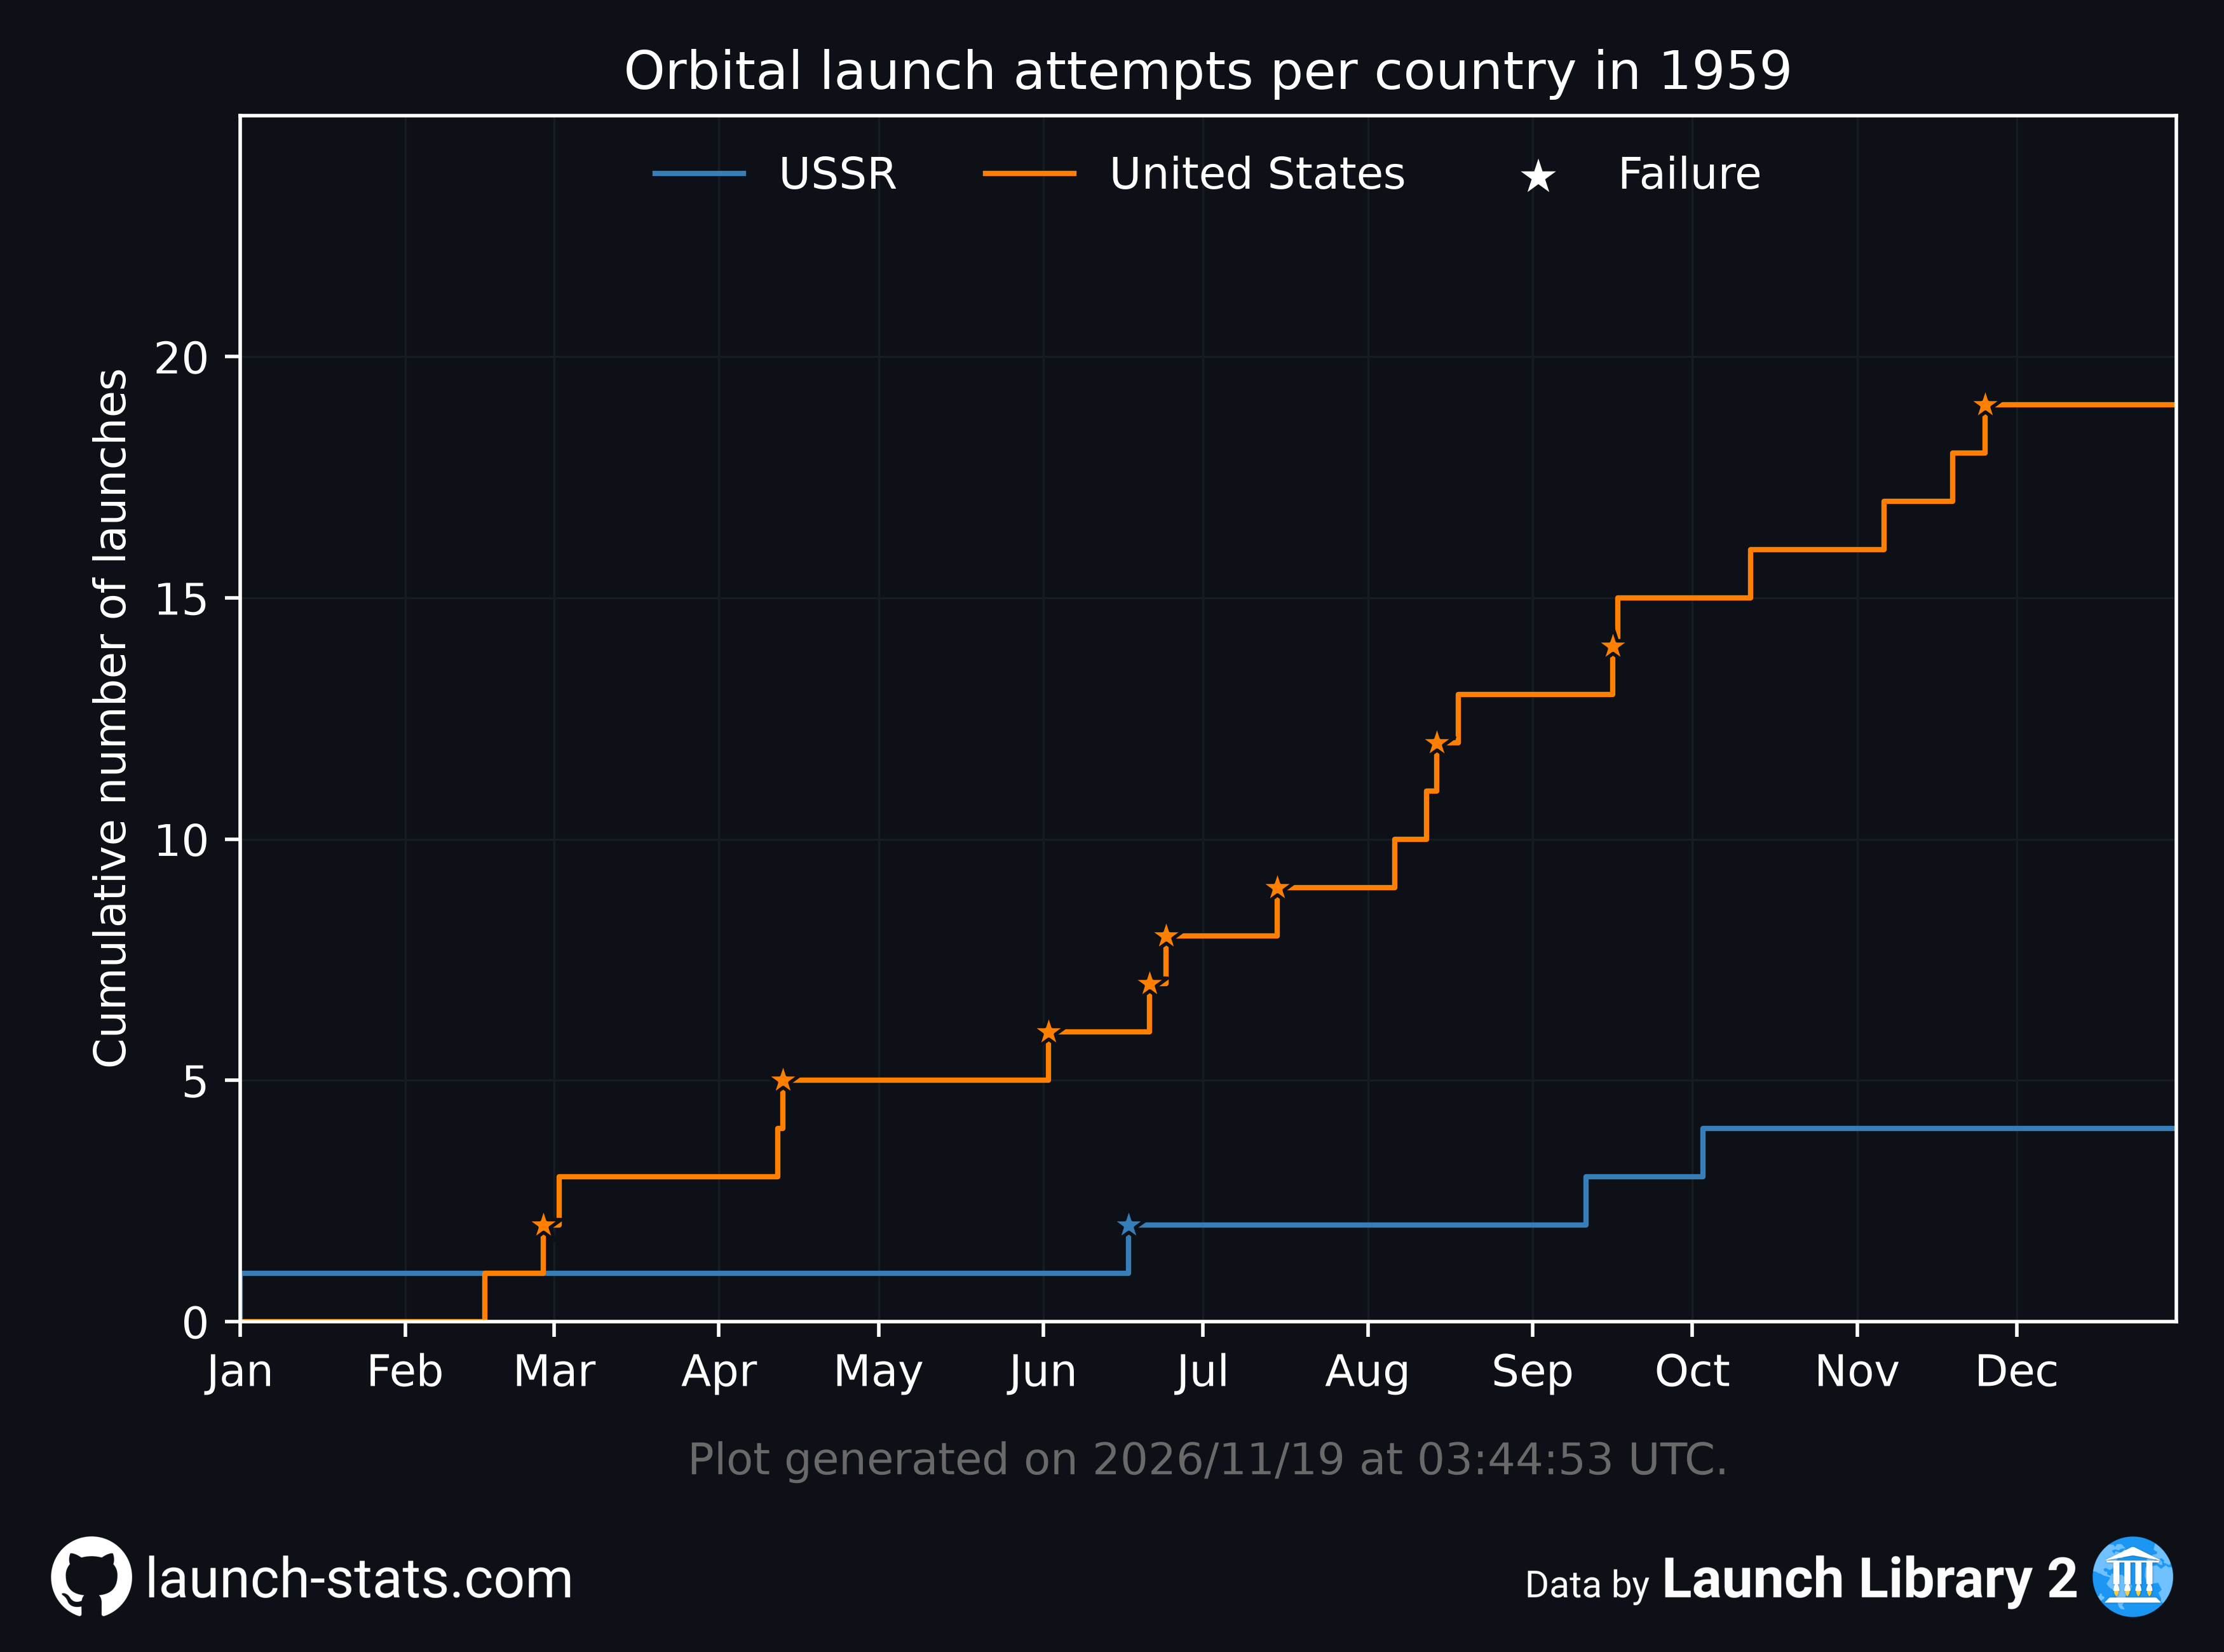 Orbital launch attempts per country in 1959
USSR United States Failure
Cumulative number of launches
20
15
10
5
0
Jan Feb Mar Apr May Jun Jul Aug Sep Oct Nov Dec
Plot generated on 2026/11/19 at 03:44:53 UTC.
launch-stats.com
Data by Launch Library 2